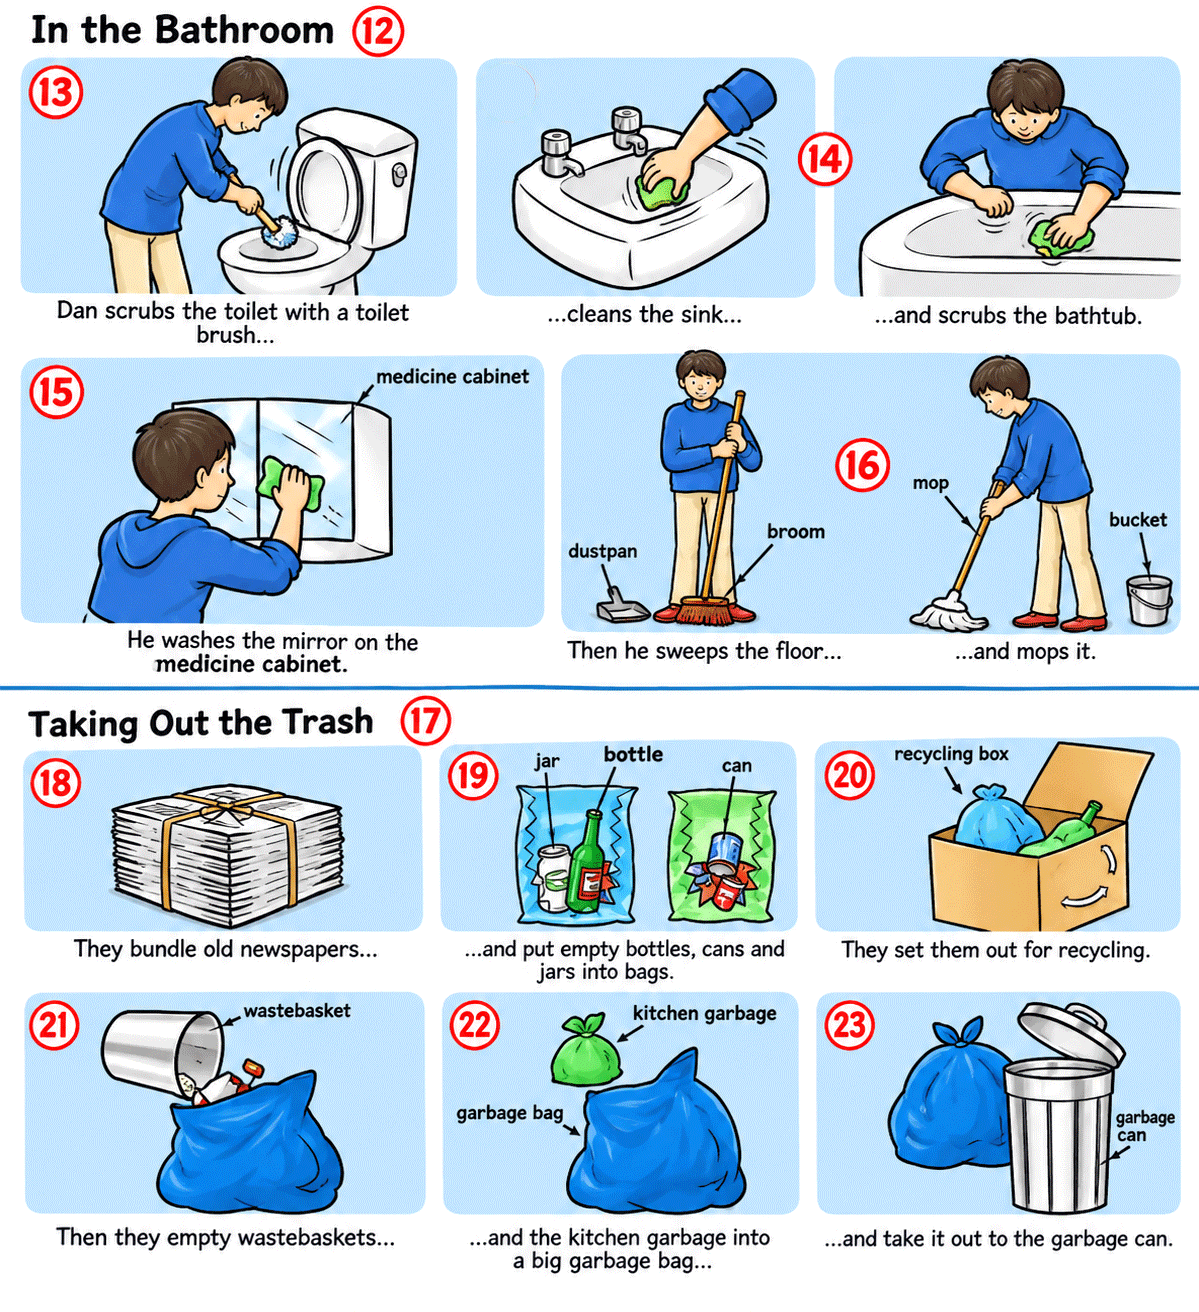 In the Bathroom 12
13
14
Dan scrubs the toilet with a toilet
brush...
...cleans the sink...
...and scrubs the bathtub.
15
medicine cabinet
He washes the mirror on the
medicine cabinet.
16
dustpan
broom
mop
bucket
Then he sweeps the floor...
...and mops it.
Taking Out the Trash 17
18
They bundle old newspapers...
19
jar
bottle
can
...and put empty bottles, cans and
jars into bags.
20
recycling box
They set them out for recycling.
21
wastebasket
Then they empty wastebaskets...
22
kitchen garbage
garbage bag
...and the kitchen garbage into
a big garbage bag...
23
garbage
can
...and take it out to the garbage can.